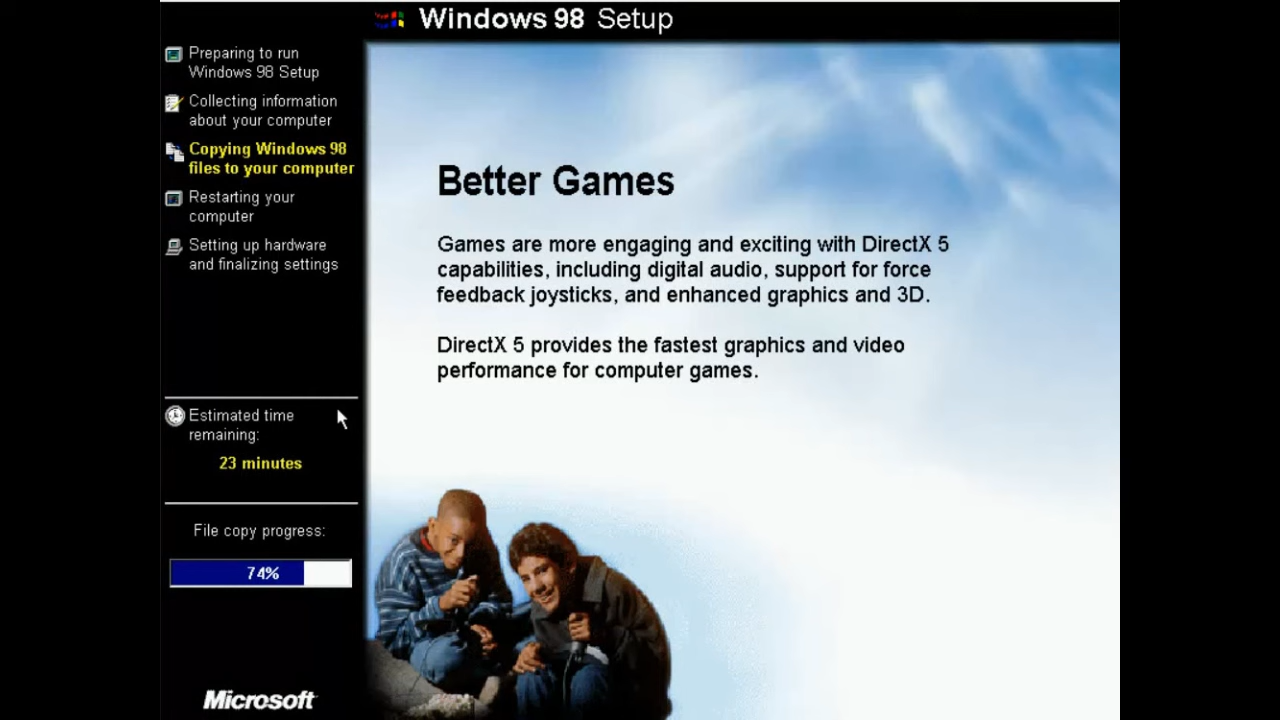 Windows 98 Setup
Preparing to run
Windows 98 Setup
Collecting information
about your computer
Copying Windows 98
files to your computer
Restarting your
computer
Setting up hardware
and finalizing settings
Estimated time
remaining:
23 minutes
File copy progress:
74%
Microsoft
Better Games
Games are more engaging and exciting with DirectX 5
capabilities, including digital audio, support for force
feedback joysticks, and enhanced graphics and 3D.
DirectX 5 provides the fastest graphics and video
performance for computer games.